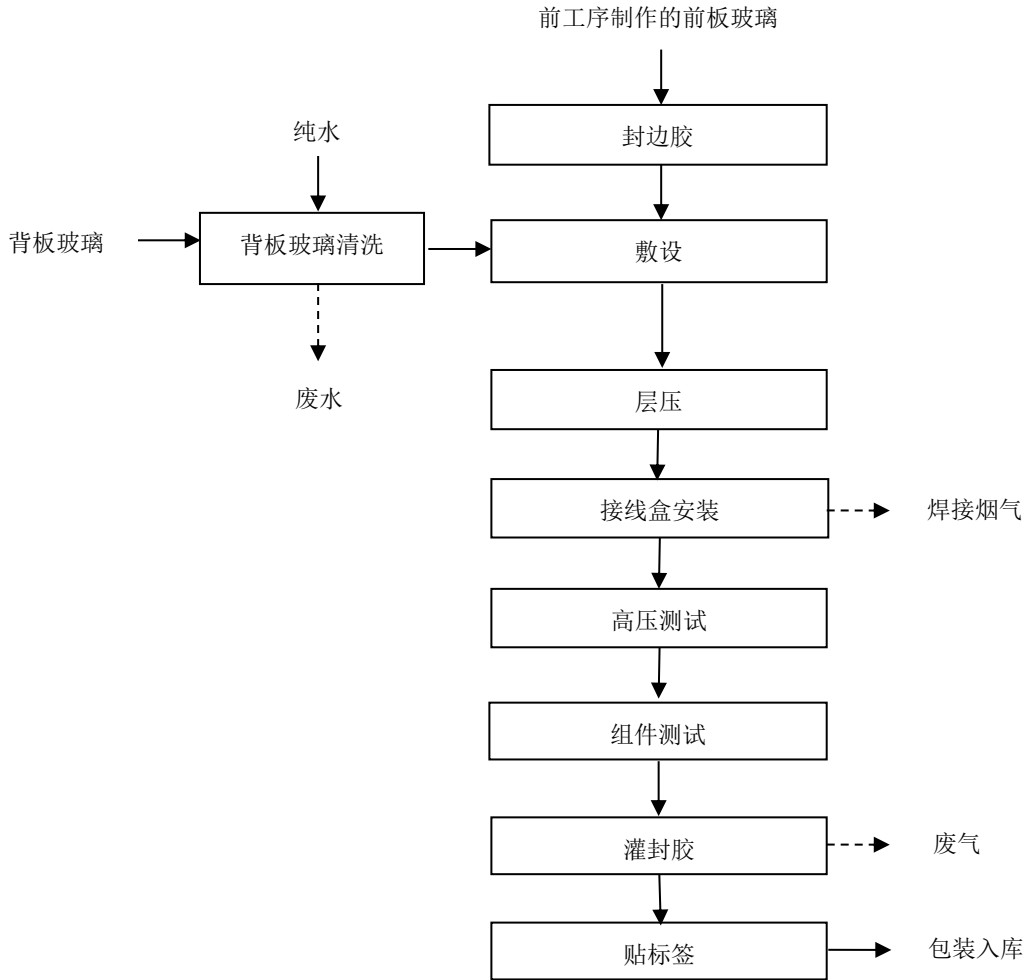 前工序制作的前板玻璃
封边胶
纯水
背板玻璃
背板玻璃清洗
敷设
废水
层压
接线盒安装
焊接烟气
高压测试
组件测试
灌封胶
废气
贴标签
包装入库